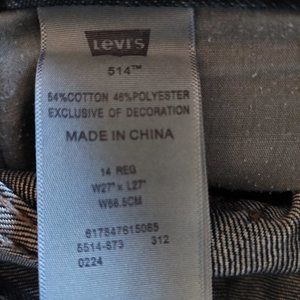 Levi's
514™
54%COTTON 46%POLYESTER
EXCLUSIVE OF DECORATION
MADE IN CHINA
14 REG
W27" x L27"
W68.5CM
617847615085
5514-873 312
0224